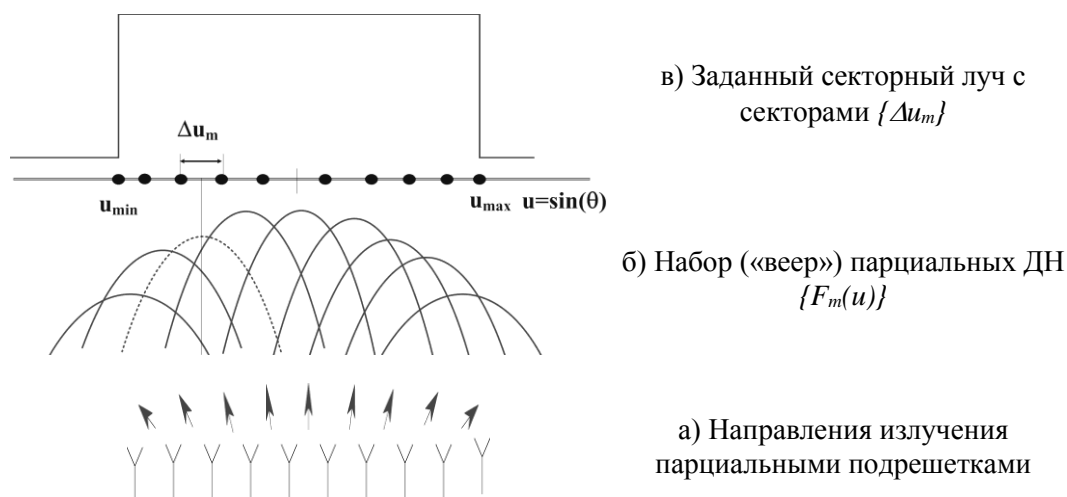 в) Заданный секторный луч с
секторами {Δuₘ}
Δuₘ
uₘᵢₙ
uₘₐₓ u=sin(θ)
б) Набор («веер») парциальных ДН
{Fₘ(u)}
а) Направления излучения
парциальными подрешетками